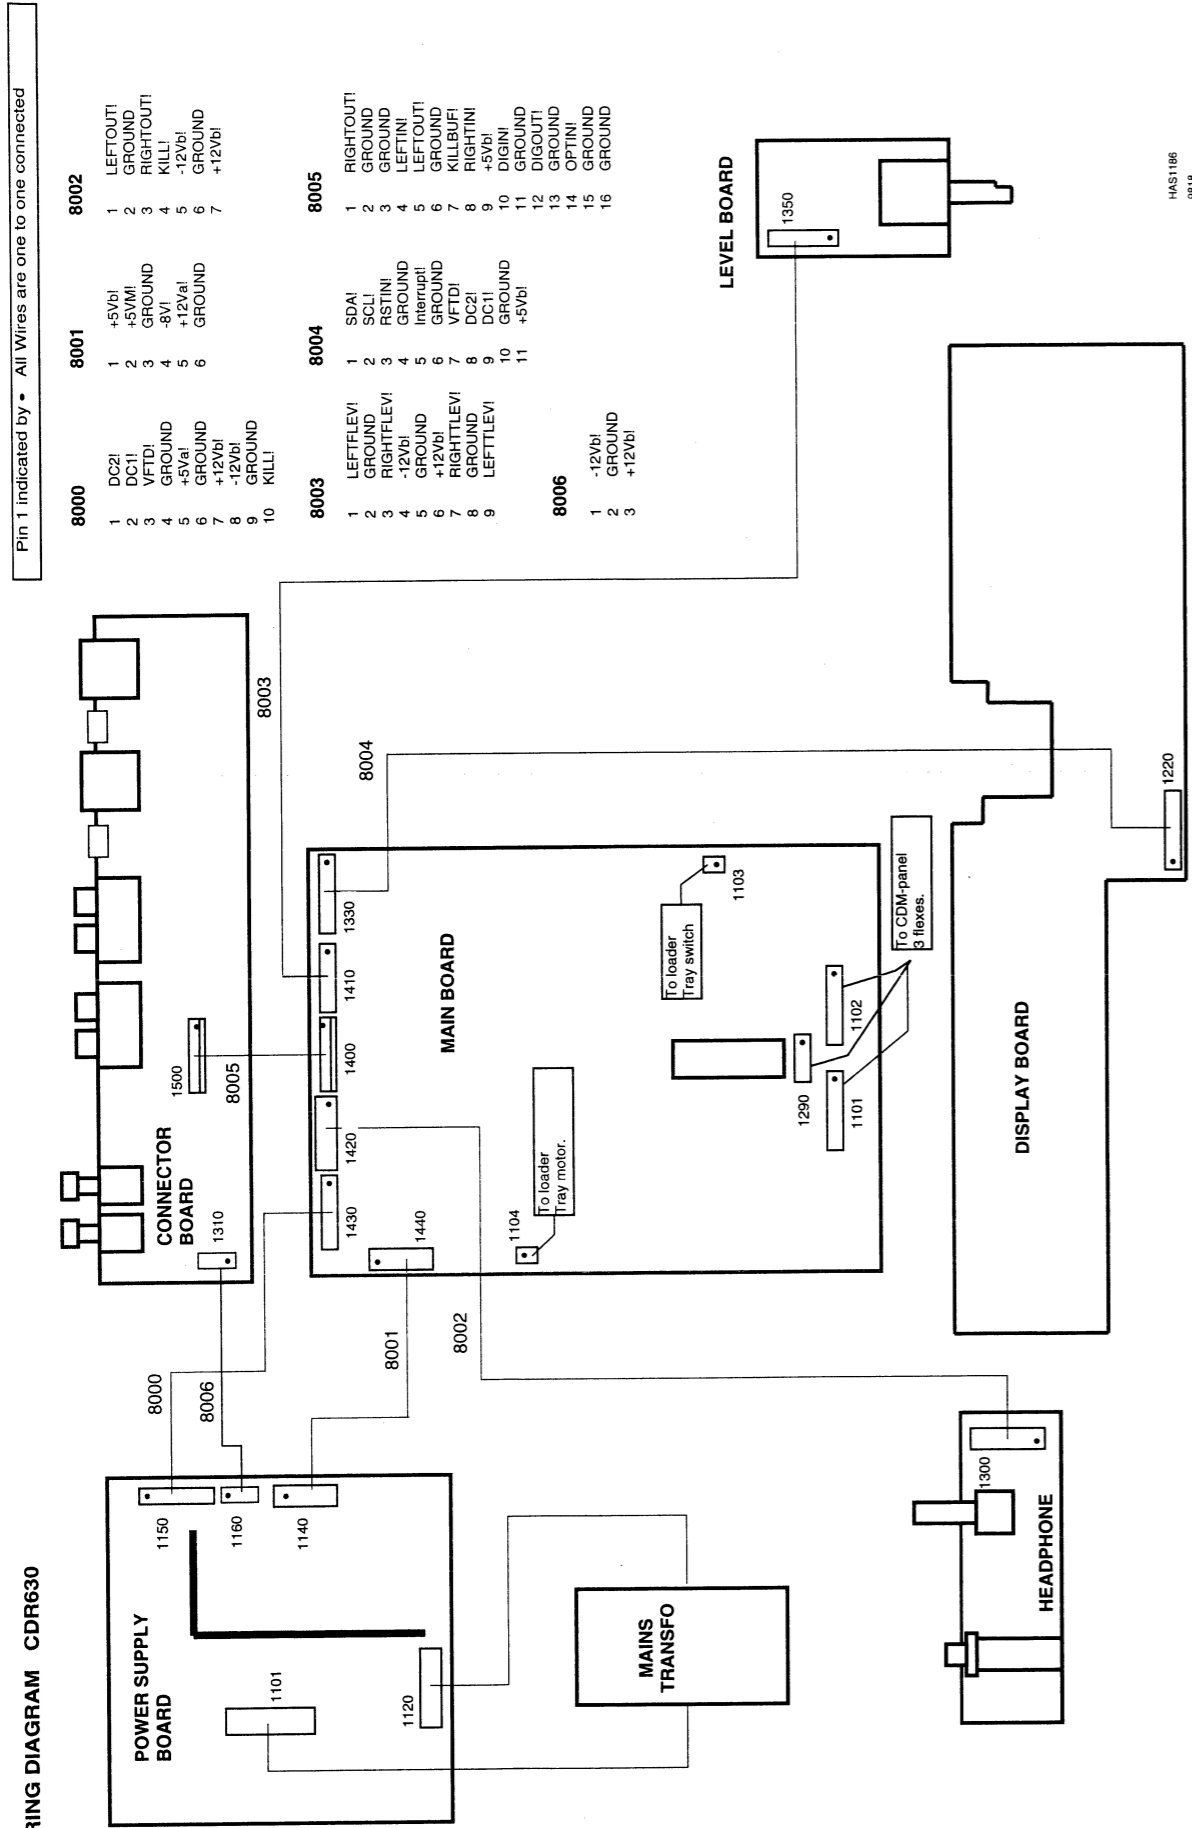 RING DIAGRAM CDR630
Pin 1 indicated by • All Wires are one to one connected
8000
1 DC2!
2 DC1!
3 VFTD!
4 GROUND
5 +5Va!
6 GROUND
7 +12Vb!
8 -12Vb!
9 GROUND
10 KILL!
8001
1 +5Vb!
2 +5VM!
3 GROUND
4 -8V!
5 +12Va!
6 GROUND
8002
1 LEFTOUT!
2 GROUND
3 RIGHTOUT!
4 KILL!
5 -12Vb!
6 GROUND
7 +12Vb!
8003
1 LEFTFLEV!
2 GROUND
3 RIGHTFLEV!
4 -12Vb!
5 GROUND
6 +12Vb!
7 RIGHTTLEV!
8 GROUND
9 LEFTTLEV!
8004
1 SDA!
2 SCL!
3 RSTIN!
4 GROUND
5 Interrupt!
6 GROUND
7 VFTD!
8 DC2!
9 DC1!
10 GROUND
11 +5Vb!
8005
1 RIGHTOUT!
2 GROUND
3 GROUND
4 LEFTIN!
5 LEFTOUT!
6 GROUND
7 KILLBUF!
8 RIGHTIN!
9 +5Vb!
10 DIGIN!
11 GROUND
12 DIGOUT!
13 GROUND
14 OPTIN!
15 GROUND
16 GROUND
8006
1 -12Vb!
2 GROUND
3 +12Vb!
POWER SUPPLY
BOARD
1101
1120
1150
1160
1140
MAINS
TRANSFO
8000
8006
8001
8002
CONNECTOR
BOARD
1310
1500
8005
8003
8004
MAIN BOARD
1430
1420
1400
1410
1330
1440
1104
To loader
Tray motor.
To loader
Tray switch
1103
1290
1101
1102
To CDM-panel
3 flexes.
LEVEL BOARD
1350
DISPLAY BOARD
1220
HEADPHONE
1300
HAS1186